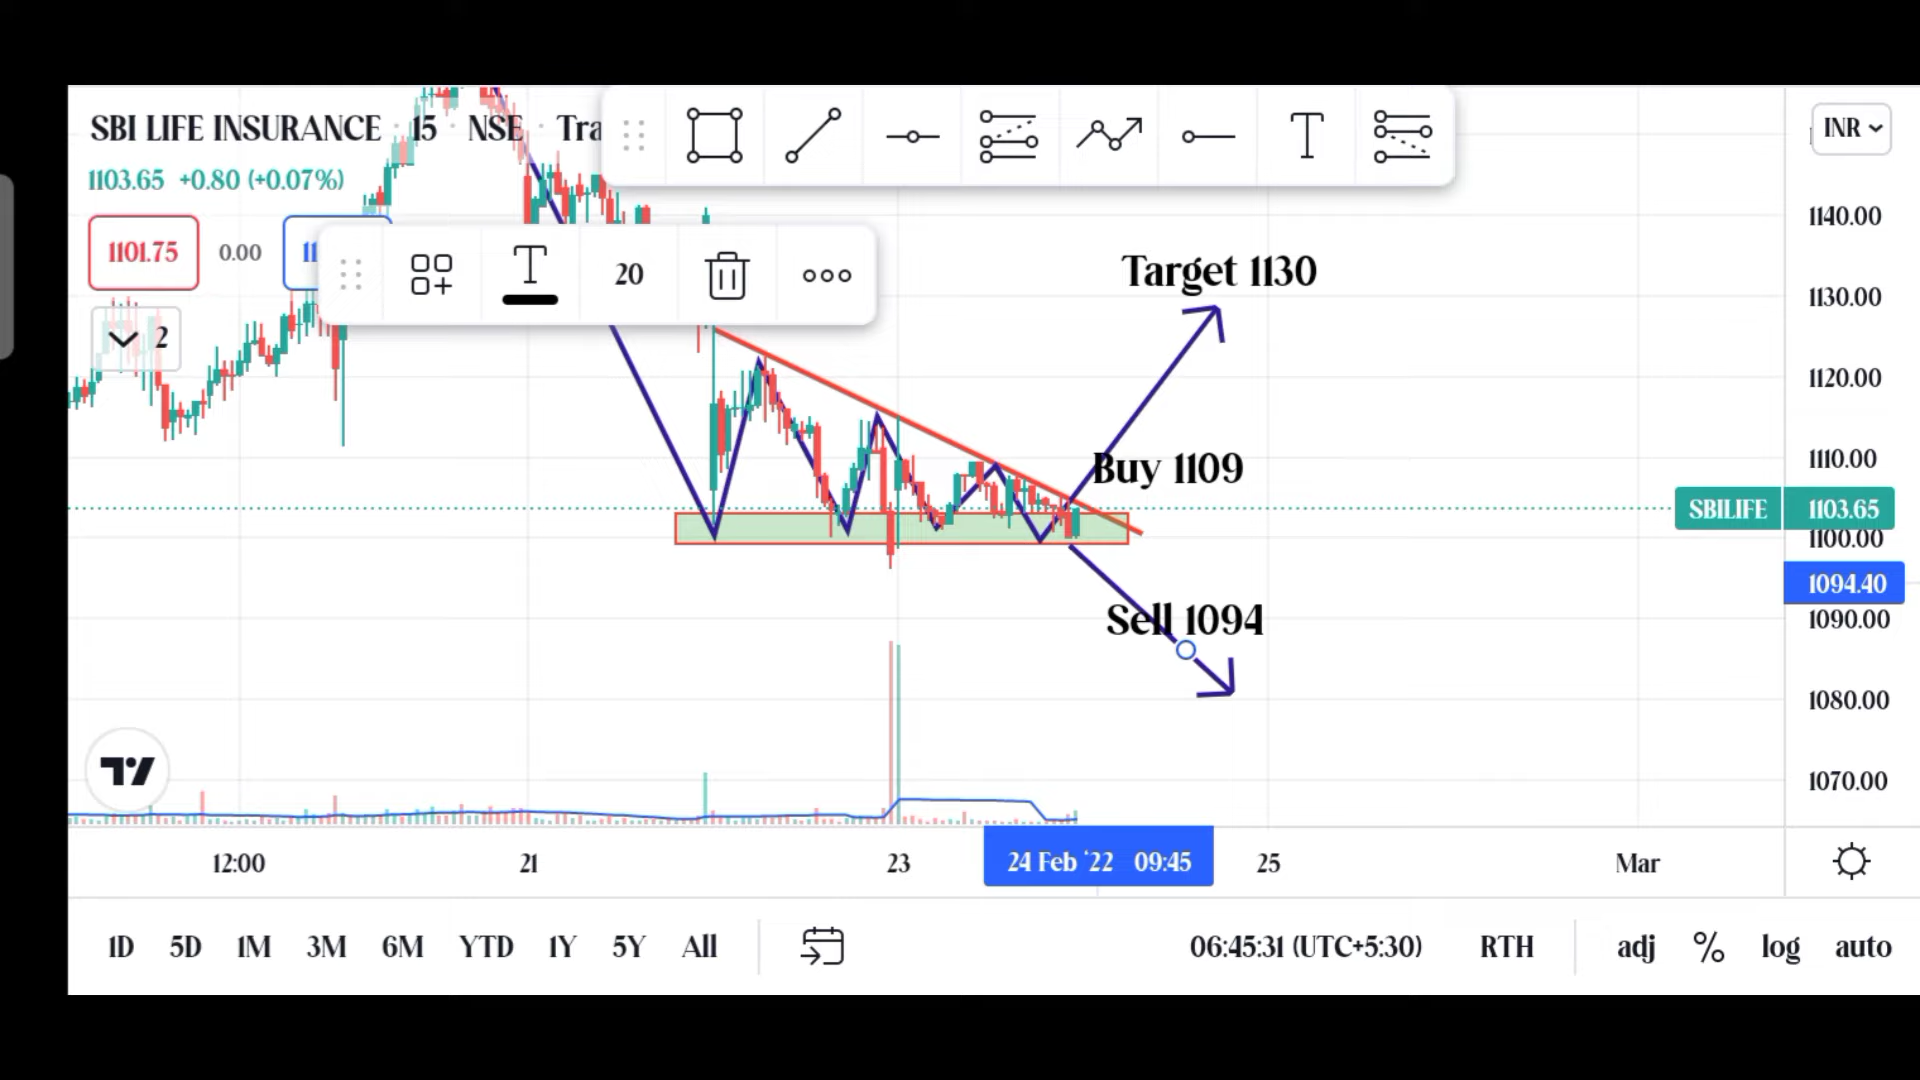 SBI LIFE INSURANCE · 15 · NSE · Tra
INR
1103.65 +0.80 (+0.07%)
1101.75
0.00
11
20
2
Target 1130
Buy 1109
Sell 1094
1140.00
1130.00
1120.00
1110.00
SBILIFE 1103.65
1100.00
1094.40
1090.00
1080.00
1070.00
12:00
21
23
24 Feb '22 09:45
25
Mar
1D 5D 1M 3M 6M YTD 1Y 5Y All
06:45:31 (UTC+5:30) RTH adj % log auto